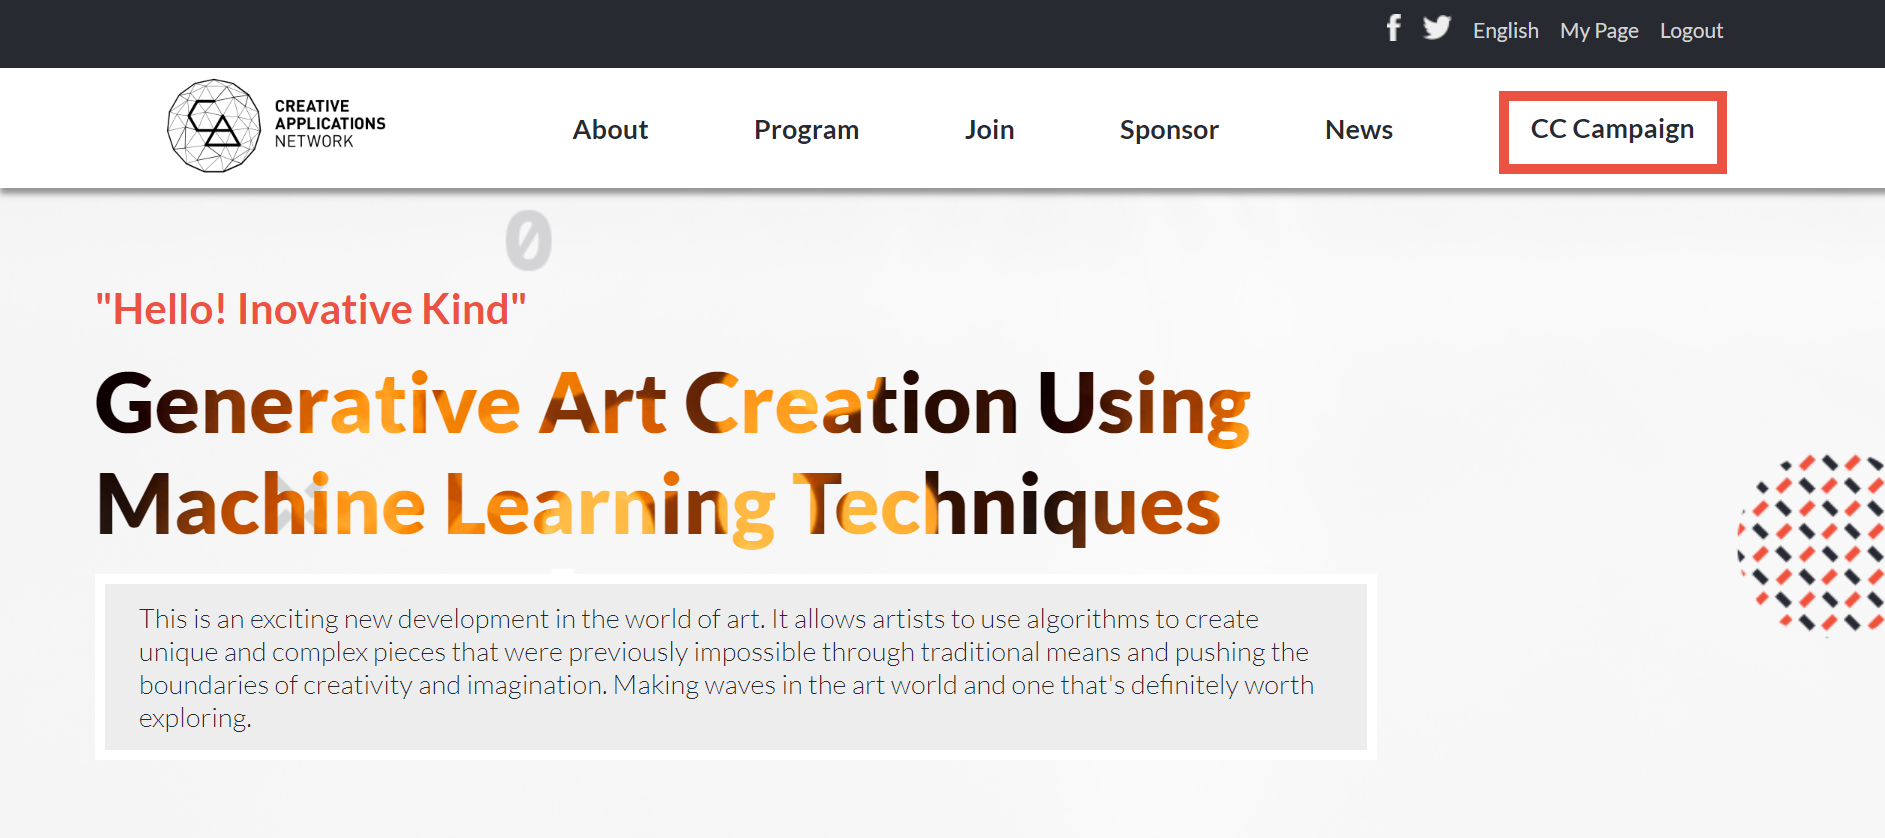 English My Page Logout
CREATIVE
APPLICATIONS
NETWORK
About Program Join Sponsor News CC Campaign
0
"Hello! Inovative Kind"
Generative Art Creation Using
Machine Learning Techniques
This is an exciting new development in the world of art. It allows artists to use algorithms to create
unique and complex pieces that were previously impossible through traditional means and pushing the
boundaries of creativity and imagination. Making waves in the art world and one that's definitely worth
exploring.